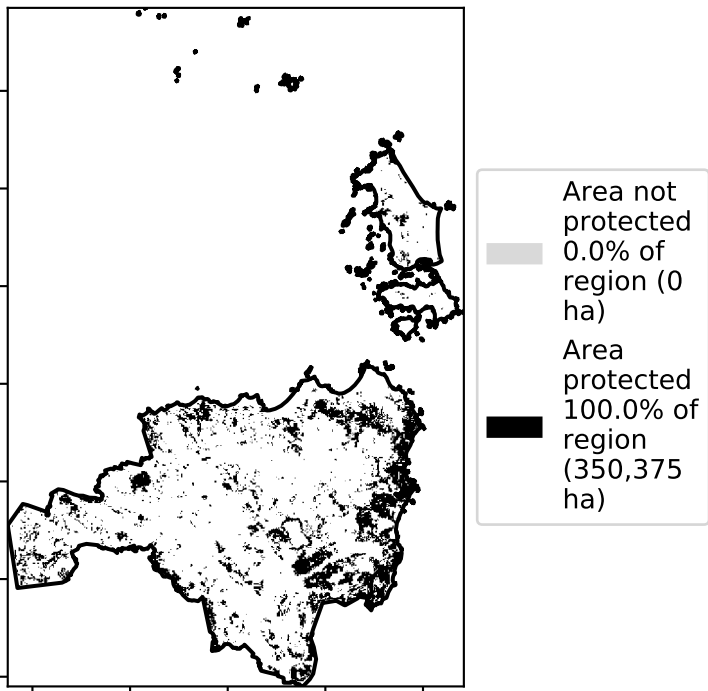 Area not
protected
0.0% of
region (0
ha)
Area
protected
100.0% of
region
(350,375
ha)